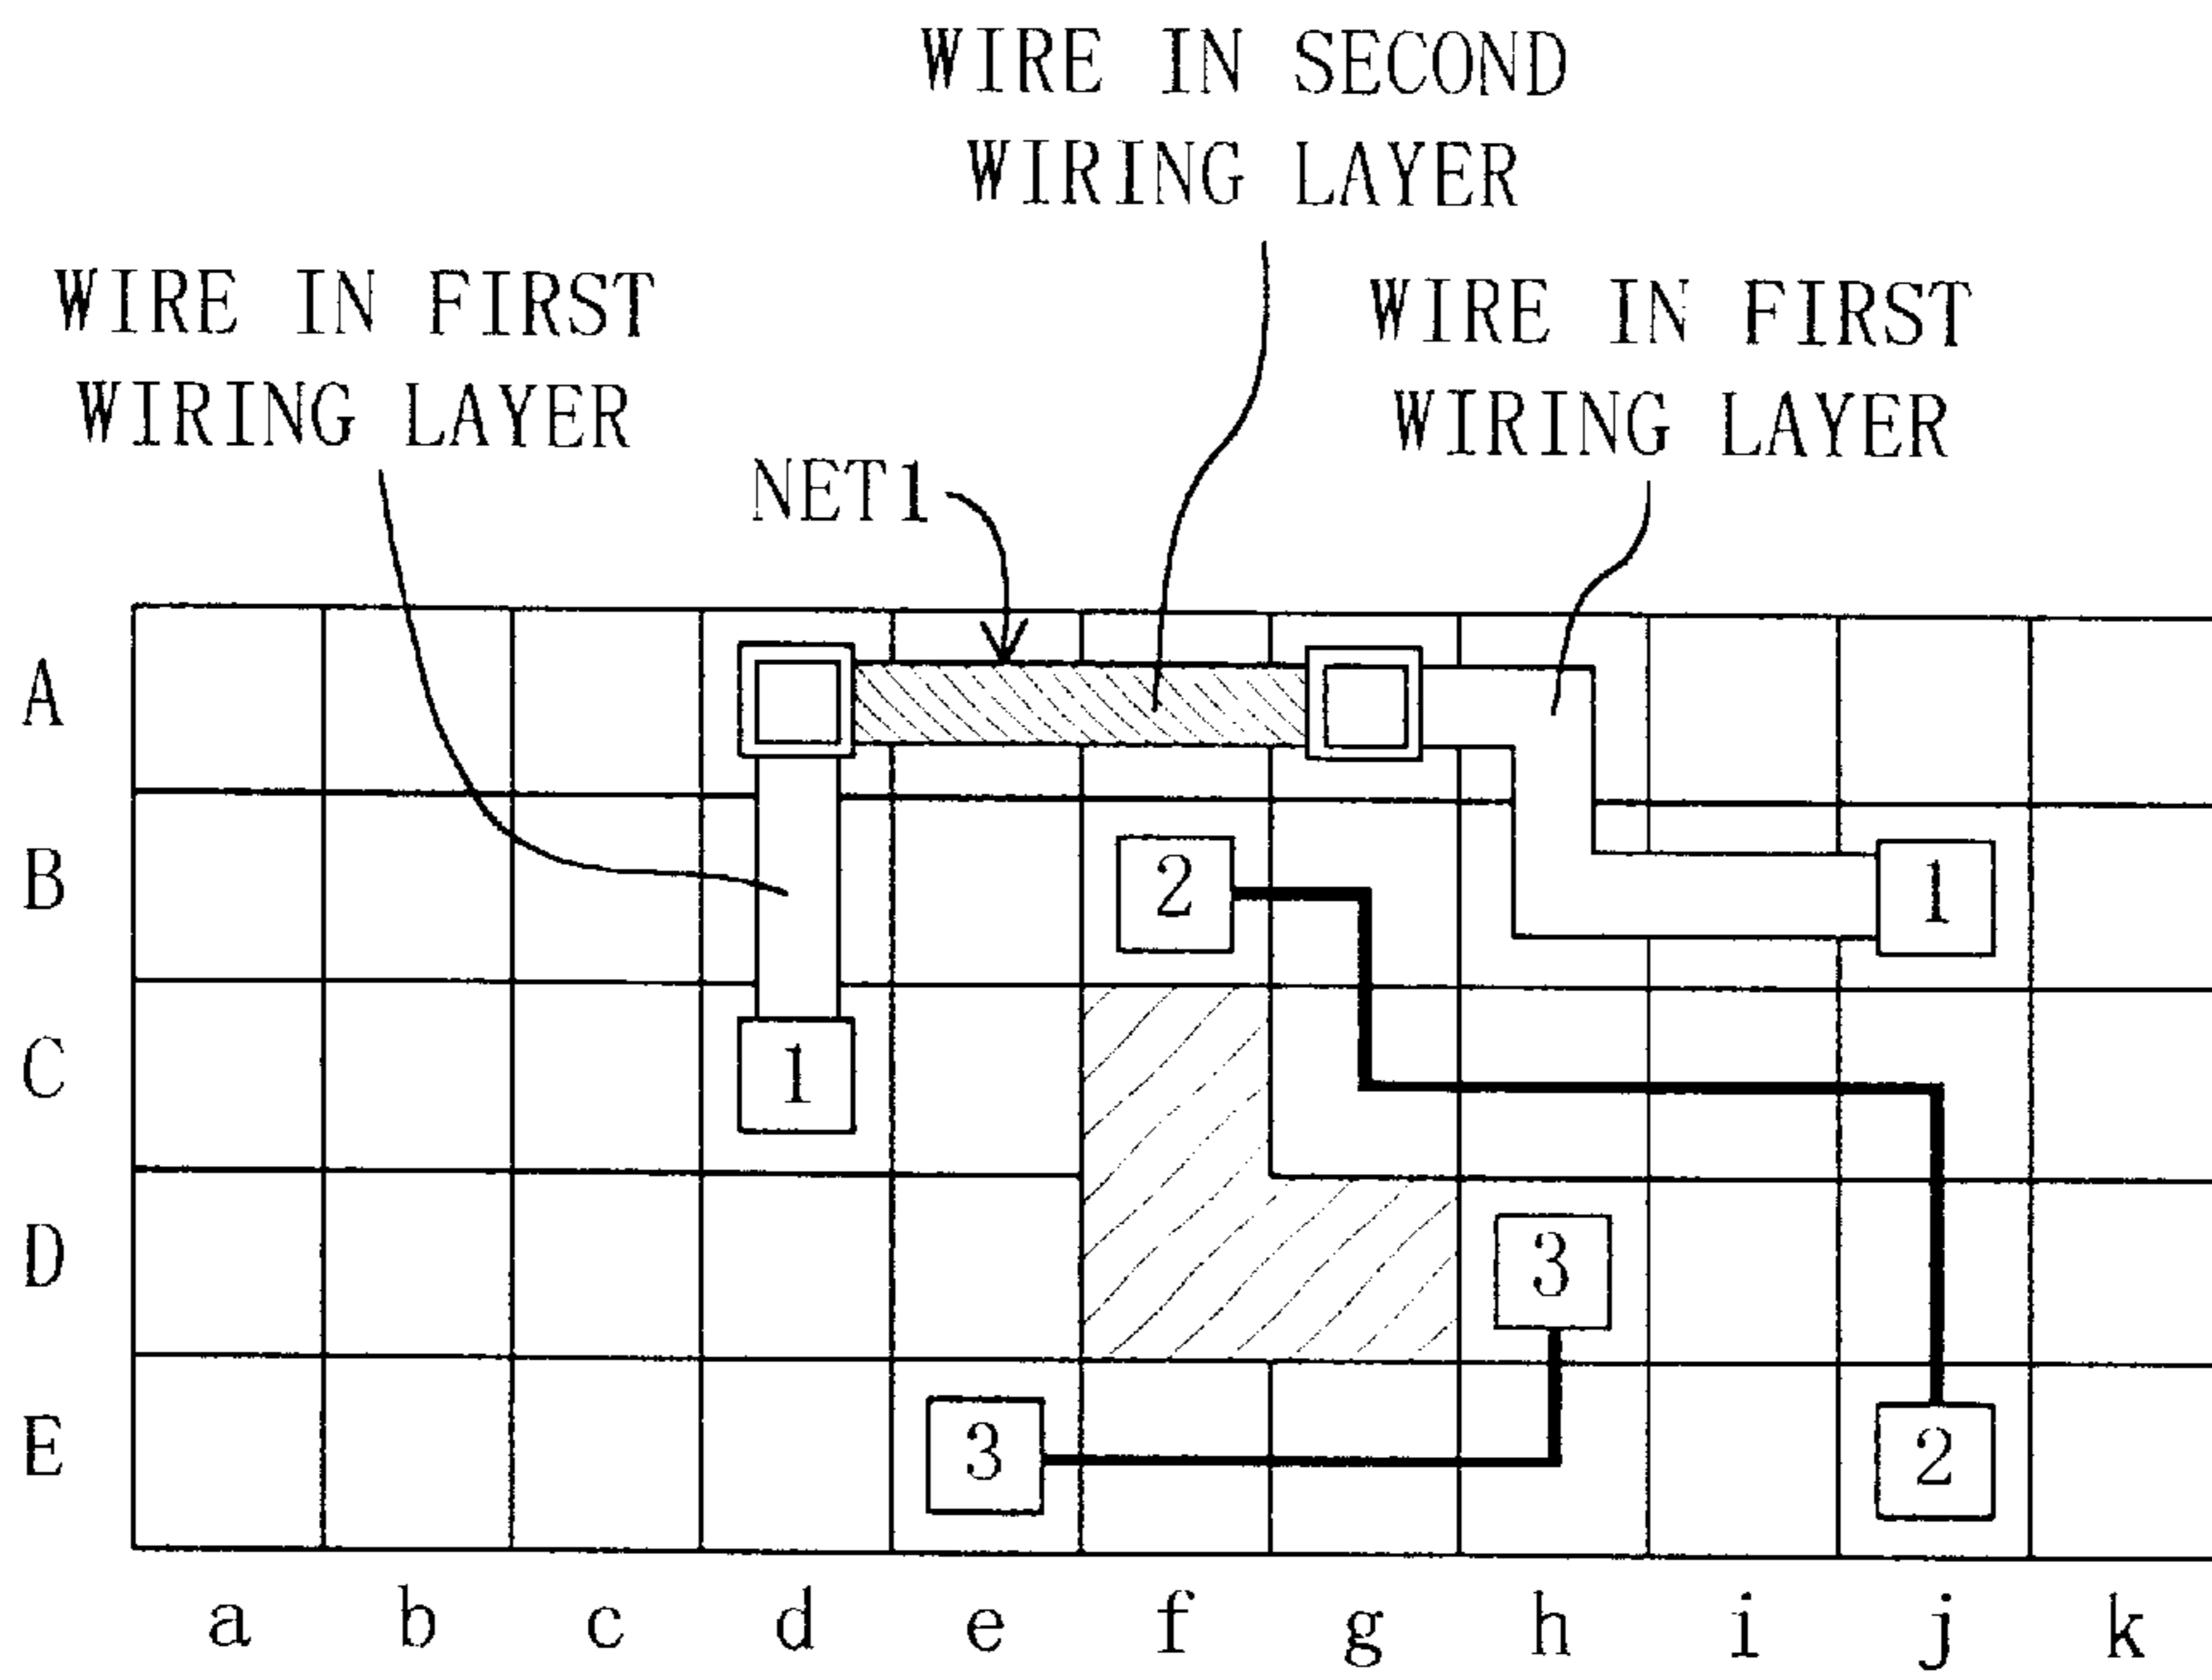 WIRE IN SECOND
WIRING LAYER
WIRE IN FIRST
WIRING LAYER
WIRE IN FIRST
WIRING LAYER
NET1
A
B
2
1
C
1
D
3
E
3
2
a b c d e f g h i j k